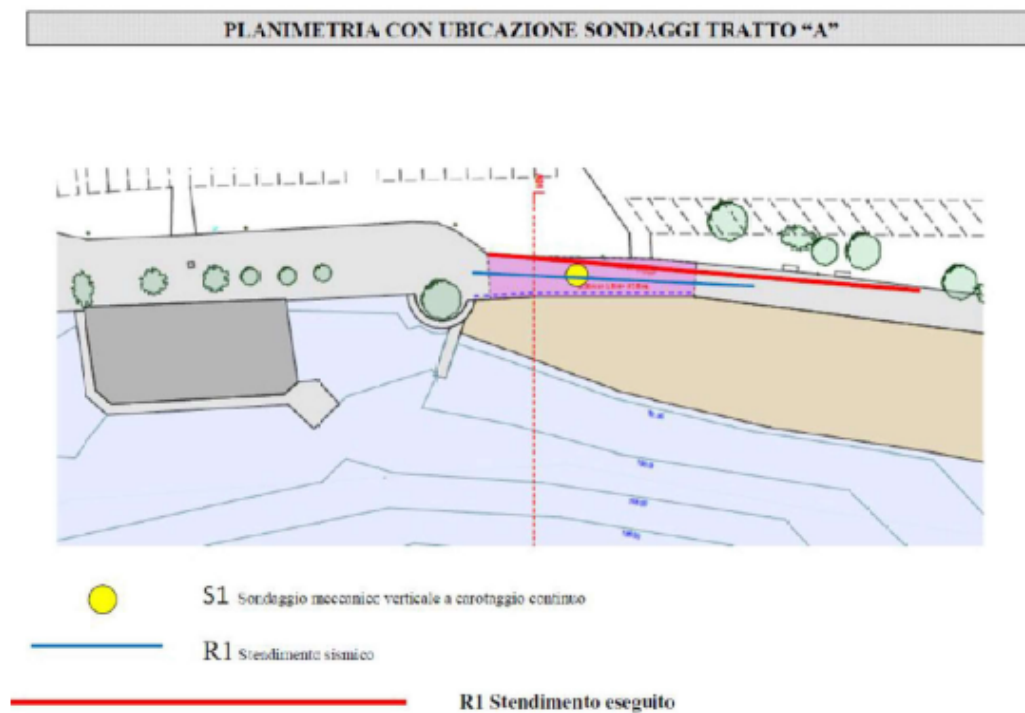 PLANIMETRIA CON UBICAZIONE SONDAGGI TRATTO “A”
S1 Sondaggio meccanico verticale a carotaggio continuo
R1 Stendimento sismico
R1 Stendimento eseguito